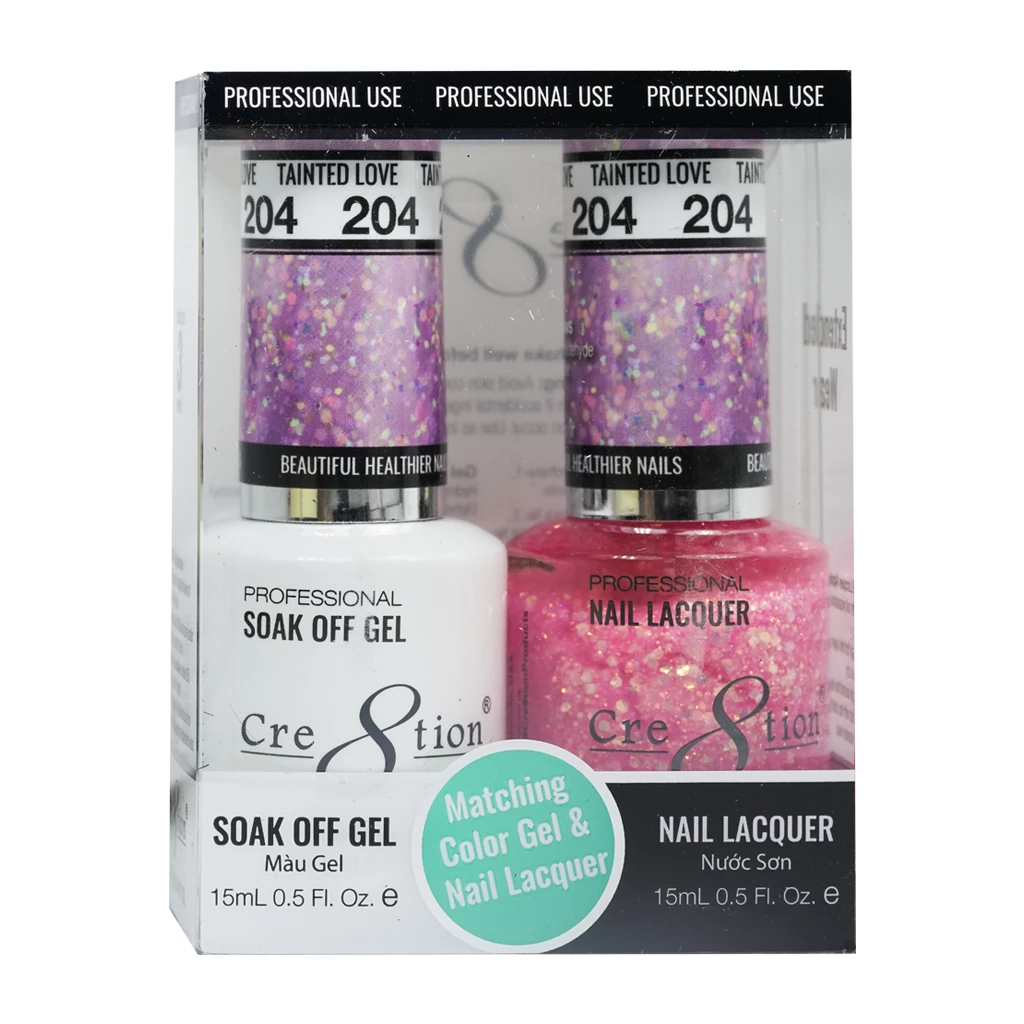 PROFESSIONAL USE PROFESSIONAL USE PROFESSIONAL USE
TAINTED LOVE
204 204
TAINTED LOVE
204 204
BEAUTIFUL HEALTHIER
HEALTHIER NAILS
PROFESSIONAL
SOAK OFF GEL
Cre8tion®
PROFESSIONAL
NAIL LACQUER
Cre8tion
Extended
Wear
Matching
Color Gel &
Nail Lacquer
SOAK OFF GEL
Màu Gel
15mL 0.5 Fl. Oz. e
NAIL LACQUER
Nước Sơn
15mL 0.5 Fl. Oz. e